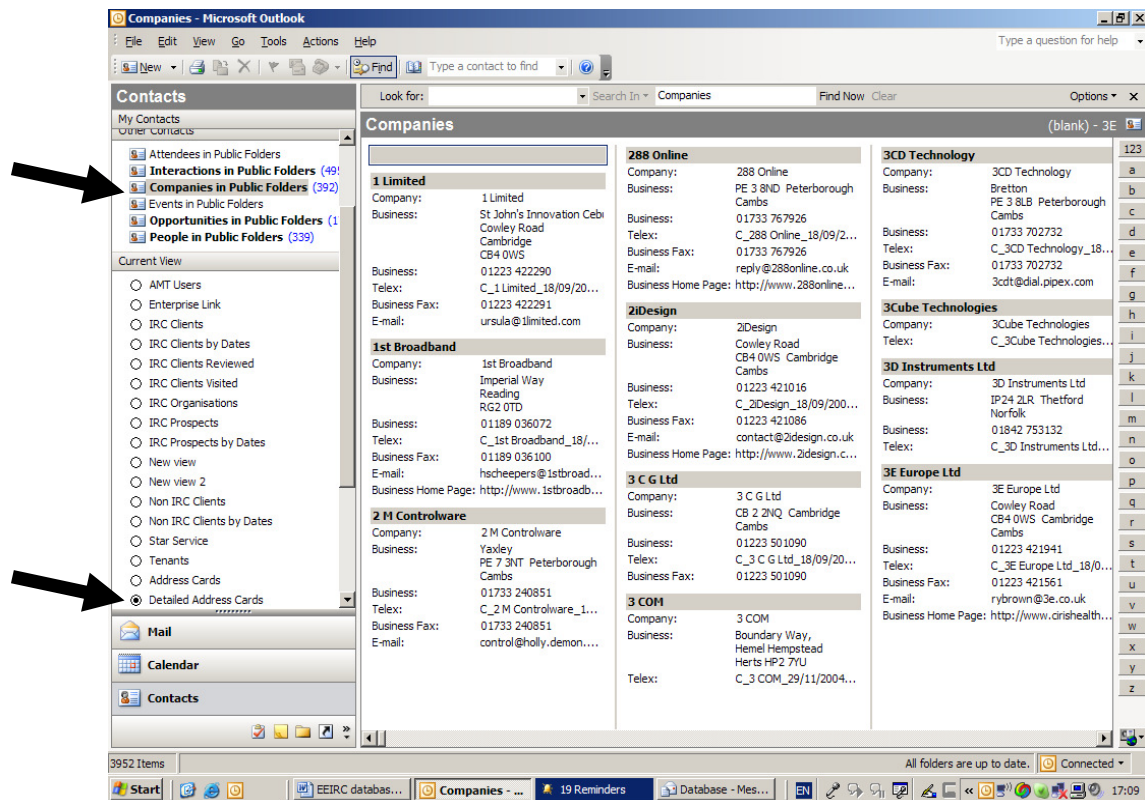 Companies - Microsoft Outlook
File Edit View Go Tools Actions Help
Type a question for help
New
Find
Type a contact to find
Contacts
My Contacts
Other Contacts
Attendees in Public Folders
Interactions in Public Folders (49
Companies in Public Folders (392)
Events in Public Folders
Opportunities in Public Folders (1
People in Public Folders (339)
Current View
AMT Users
Enterprise Link
IRC Clients
IRC Clients by Dates
IRC Clients Reviewed
IRC Clients Visited
IRC Organisations
IRC Prospects
IRC Prospects by Dates
New view
New view 2
Non IRC Clients
Non IRC Clients by Dates
Star Service
Tenants
Address Cards
Detailed Address Cards
Mail
Calendar
Contacts
Look for: Search In Companies Find Now Clear Options
Companies
(blank) - 3E
1 Limited
Company: 1 Limited
Business: St John's Innovation Ceb
Cowley Road
Cambridge
CB4 0WS
Business: 01223 422290
Telex: C_1 Limited_18/09/20...
Business Fax: 01223 422291
E-mail: ursula@1limited.com
1st Broadband
Company: 1st Broadband
Business: Imperial Way
Reading
RG2 0TD
Business: 01189 036072
Telex: C_1st Broadband_18/...
Business Fax: 01189 036100
E-mail: hscheepers@1stbroad...
Business Home Page: http://www.1stbroadb...
2 M Controlware
Company: 2 M Controlware
Business: Yaxley
PE 7 3NT Peterborough
Cambs
Business: 01733 240851
Telex: C_2 M Controlware_1...
Business Fax: 01733 240851
E-mail: control@holly.demon....
288 Online
Company: 288 Online
Business: PE 3 8ND Peterborough
Cambs
Business: 01733 767926
Telex: C_288 Online_18/09/2...
Business Fax: 01733 767926
E-mail: reply@288online.co.uk
Business Home Page: http://www.288online...
2iDesign
Company: 2iDesign
Business: Cowley Road
CB4 0WS Cambridge
Cambs
Business: 01223 421016
Telex: C_2iDesign_18/09/200...
Business Fax: 01223 421086
E-mail: contact@2idesign.co.uk
Business Home Page: http://www.2idesign.c...
3 C G Ltd
Company: 3 C G Ltd
Business: CB 2 2NQ Cambridge
Cambs
Business: 01223 501090
Telex: C_3 C G Ltd_18/09/20...
Business Fax: 01223 501090
3 COM
Company: 3 COM
Business: Boundary Way,
Hemel Hempstead
Herts HP2 7YU
Telex: C_3 COM_29/11/2004...
3CD Technology
Company: 3CD Technology
Business: Bretton
PE 3 8LB Peterborough
Cambs
Business: 01733 702732
Telex: C_3CD Technology_18...
Business Fax: 01733 702732
E-mail: 3cdt@dial.pipex.com
3Cube Technologies
Company: 3Cube Technologies
Telex: C_3Cube Technologies...
3D Instruments Ltd
Company: 3D Instruments Ltd
Business: IP24 2LR Thetford
Norfolk
Business: 01842 753132
Telex: C_3D Instruments Ltd...
3E Europe Ltd
Company: 3E Europe Ltd
Business: Cowley Road
CB4 0WS Cambridge
Cambs
Business: 01223 421941
Telex: C_3E Europe Ltd_18/0...
Business Fax: 01223 421561
E-mail: rybrown@3e.co.uk
Business Home Page: http://www.cirishealth...
123
a
b
c
d
e
f
g
h
i
j
k
l
m
n
o
p
q
r
s
t
u
v
w
x
y
z
3952 Items
All folders are up to date. Connected
Start
EEIRC databas...
Companies - ...
19 Reminders
Database - Mes...
EN
17:09